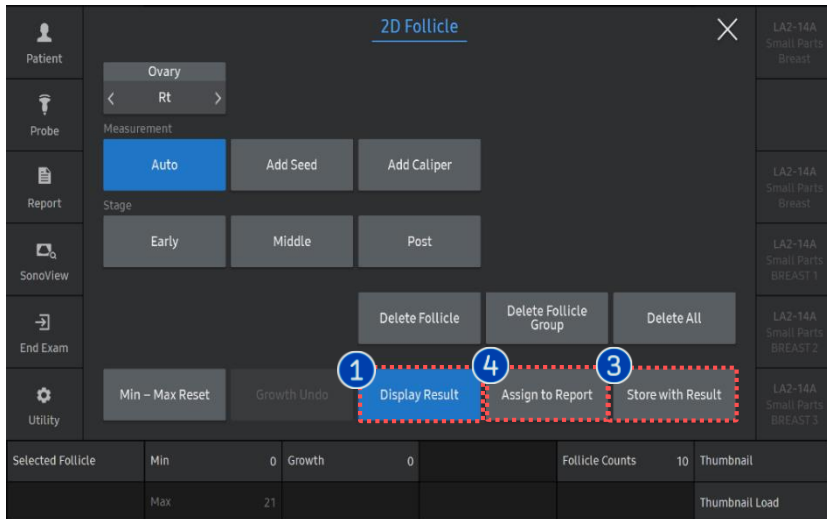 2D Follicle
Patient
Probe
Report
SonoView
End Exam
Utility
Ovary
< Rt >
Measurement
Auto
Add Seed
Add Caliper
Stage
Early
Middle
Post
Delete Follicle
Delete Follicle
Group
Delete All
1
4
3
Min – Max Reset
Growth Undo
Display Result
Assign to Report
Store with Result
LA2-14A
Small Parts
Breast
LA2-14A
Small Parts
Breast
LA2-14A
Small Parts
BREAST 1
LA2-14A
Small Parts
BREAST 2
LA2-14A
Small Parts
BREAST 3
Selected Follicle
Min 0
Growth 0
Follicle Counts 10
Thumbnail
Max 21
Thumbnail Load